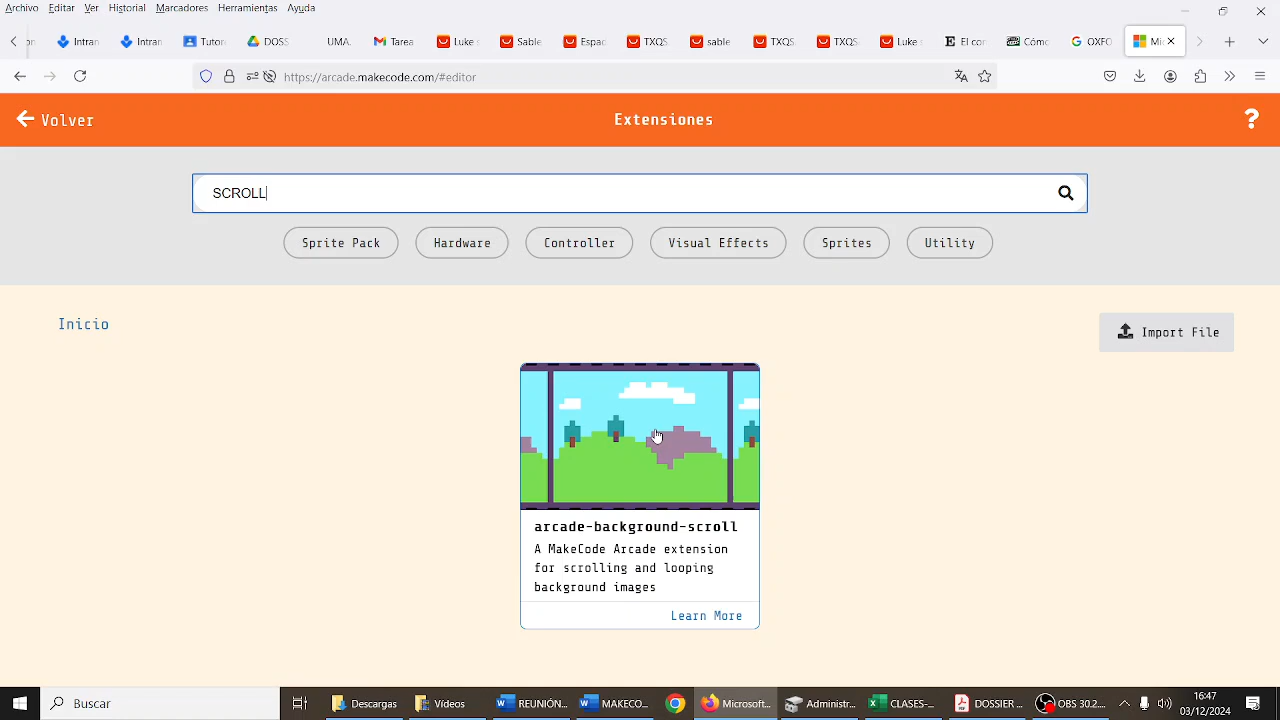 Archivo Editar Ver Historial Marcadores Herramientas Ayuda
Intran Intran Tutor DOSS UMA, Tarea Luke Sable Espac TXQS sable TXQS TXQS Luke El con Cómo OXFO Mic
https://arcade.makecode.com/#editor
Volver
Extensiones
?
SCROLL
Sprite Pack
Hardware
Controller
Visual Effects
Sprites
Utility
Inicio
Import File
arcade-background-scroll
A MakeCode Arcade extension
for scrolling and looping
background images
Learn More
Buscar
Descargas
Vídeos
REUNIÓN...
MAKECO...
Microsoft...
Administr...
CLASES-...
DOSSIER ...
OBS 30.2....
16:47
03/12/2024